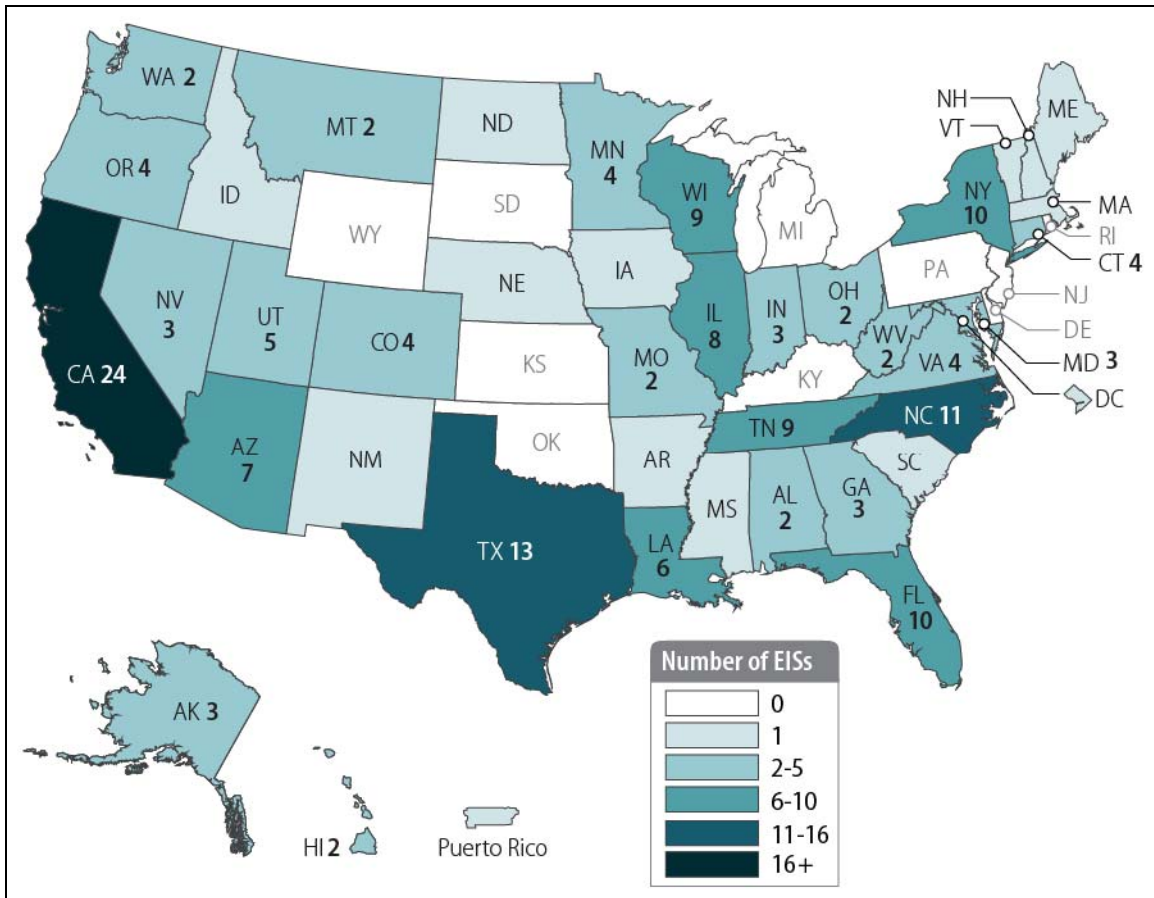 WA 2
MT 2
ND
MN
4
NH
VT
ME
OR 4
ID
WY
SD
WI
9
MI
NY
10
MA
RI
CT 4
NV
3
UT
5
CO 4
NE
IA
IL
8
IN
3
OH
2
PA
NJ
DE
MD 3
DC
CA 24
KS
MO
2
KY
WV
2
VA 4
AZ
7
NM
OK
AR
TN 9
NC 11
SC
MS
AL
2
GA
3
TX 13
LA
6
FL
10
AK 3
HI 2
Puerto Rico
Number of EISs
0
1
2-5
6-10
11-16
16+